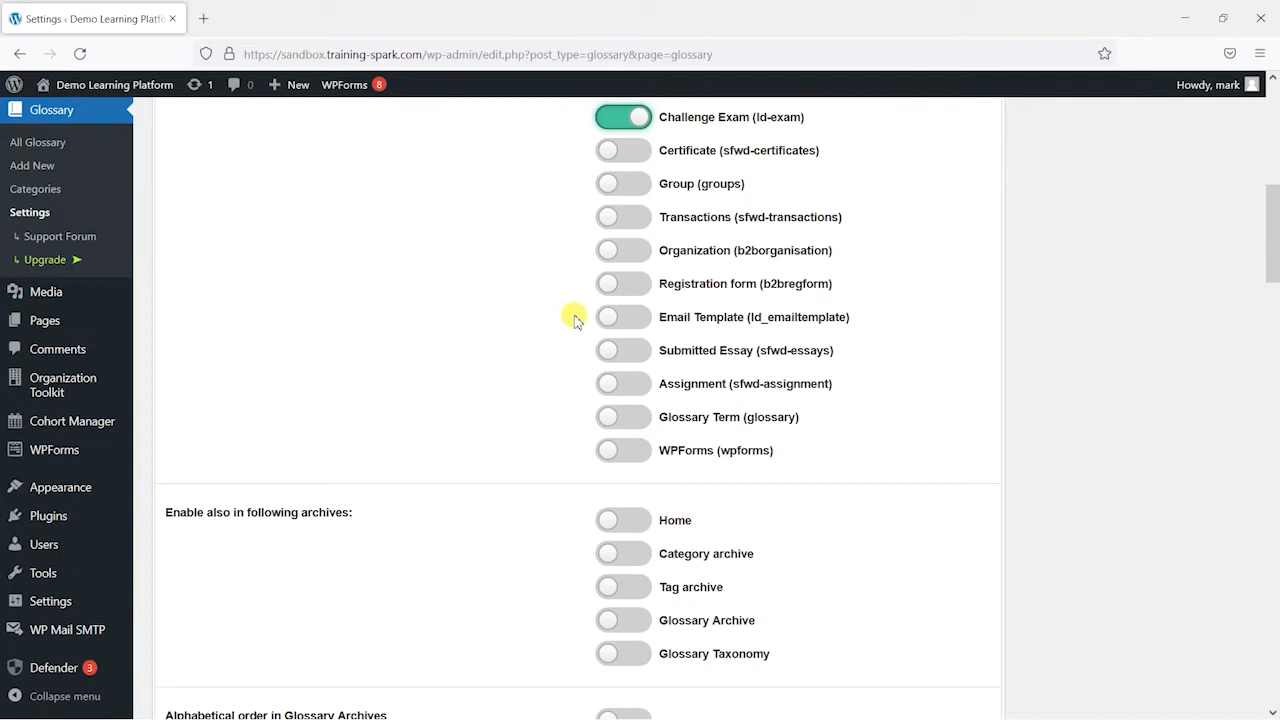 Settings ‹ Demo Learning Platfo
https://sandbox.training-spark.com/wp-admin/edit.php?post_type=glossary&page=glossary
Demo Learning Platform
1
0
New
WPForms 8
Howdy, mark
Glossary
All Glossary
Add New
Categories
Settings
↳ Support Forum
↳ Upgrade ➤
Media
Pages
Comments
Organization
Toolkit
Cohort Manager
WPForms
Appearance
Plugins
Users
Tools
Settings
WP Mail SMTP
Defender 3
Collapse menu
Challenge Exam (ld-exam)
Certificate (sfwd-certificates)
Group (groups)
Transactions (sfwd-transactions)
Organization (b2borganisation)
Registration form (b2bregform)
Email Template (ld_emailtemplate)
Submitted Essay (sfwd-essays)
Assignment (sfwd-assignment)
Glossary Term (glossary)
WPForms (wpforms)
Enable also in following archives:
Home
Category archive
Tag archive
Glossary Archive
Glossary Taxonomy
Alphabetical order in Glossary Archives